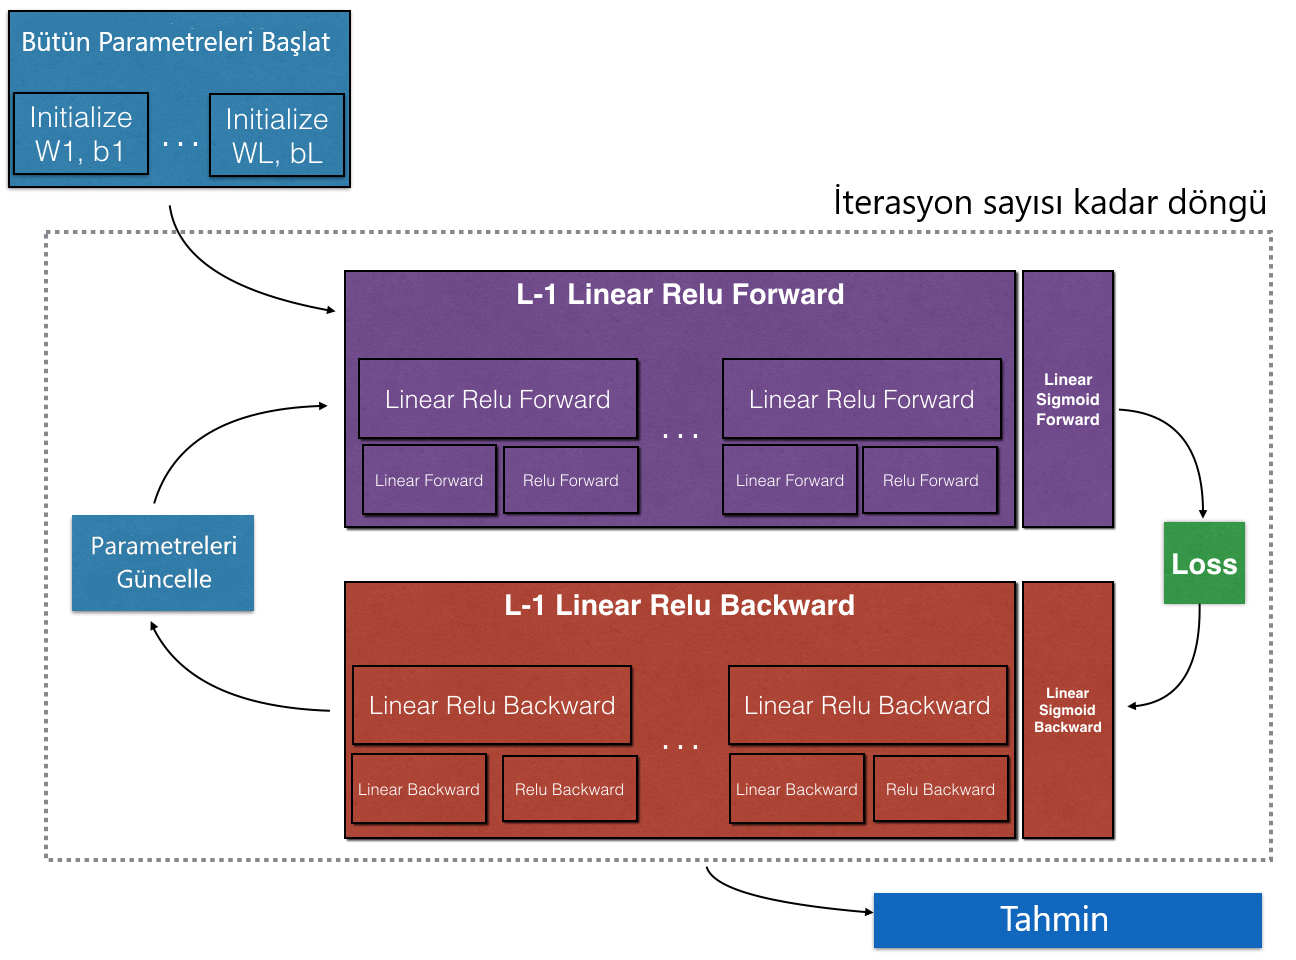 Bütün Parametreleri Başlat
Initialize
W1, b1
. . .
Initialize
WL, bL
İterasyon sayısı kadar döngü
L-1 Linear Relu Forward
Linear Relu Forward
. . .
Linear Relu Forward
Linear Forward
Relu Forward
Linear Forward
Relu Forward
Linear
Sigmoid
Forward
Parametreleri
Güncelle
Loss
L-1 Linear Relu Backward
Linear Relu Backward
. . .
Linear Relu Backward
Linear Backward
Relu Backward
Linear Backward
Relu Backward
Linear
Sigmoid
Backward
Tahmin